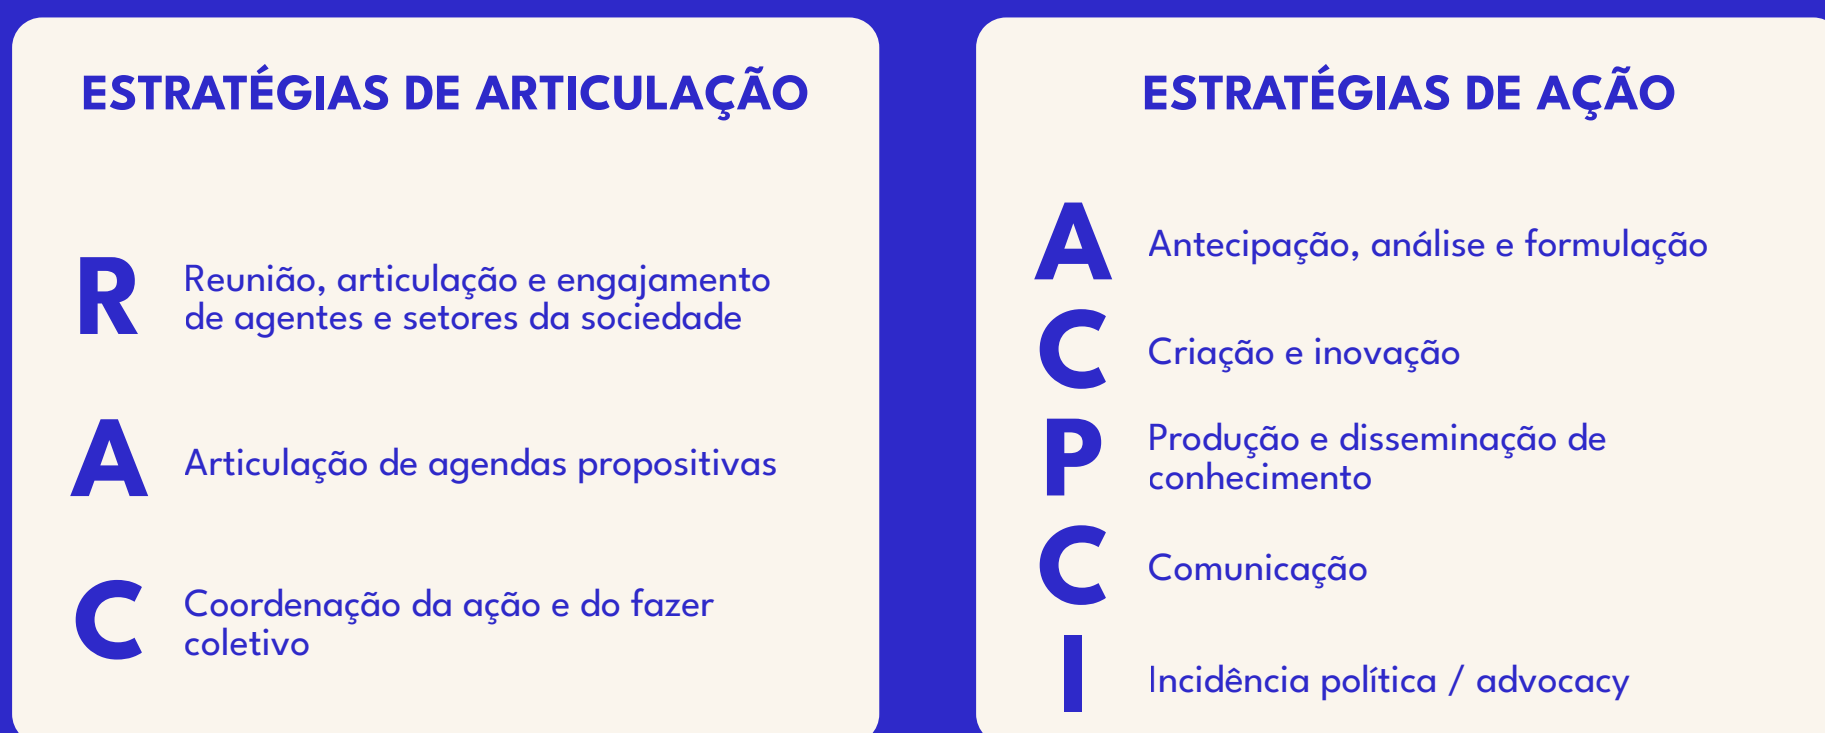 ESTRATÉGIAS DE ARTICULAÇÃO
R
Reunião, articulação e engajamento
de agentes e setores da sociedade
A
Articulação de agendas propositivas
C
Coordenação da ação e do fazer
coletivo
ESTRATÉGIAS DE AÇÃO
A
Antecipação, análise e formulação
C
Criação e inovação
P
Produção e disseminação de
conhecimento
C
Comunicação
I
Incidência política / advocacy